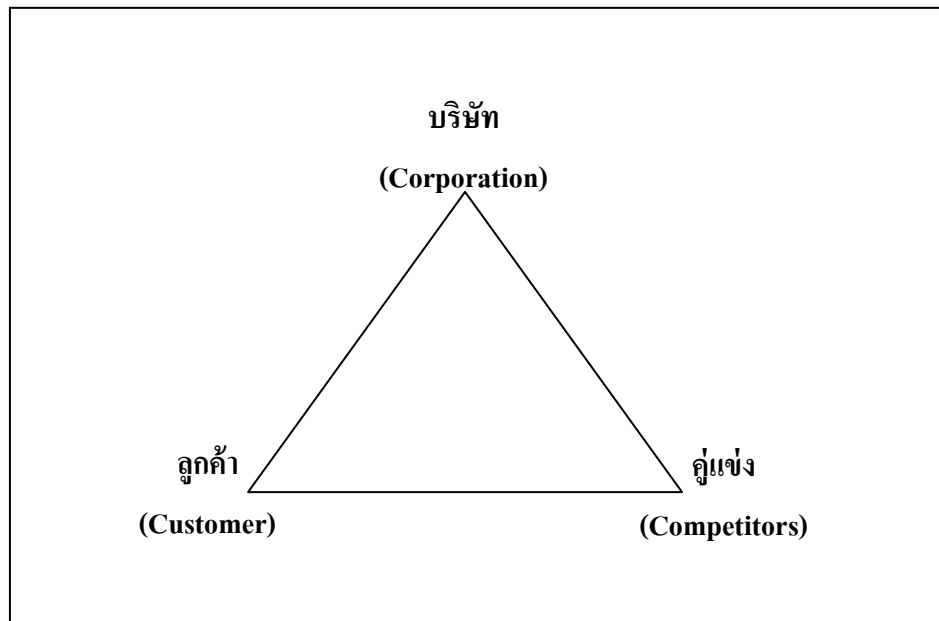 บริษัท
(Corporation)
ลูกค้า
(Customer)
คู่แข่ง
(Competitors)